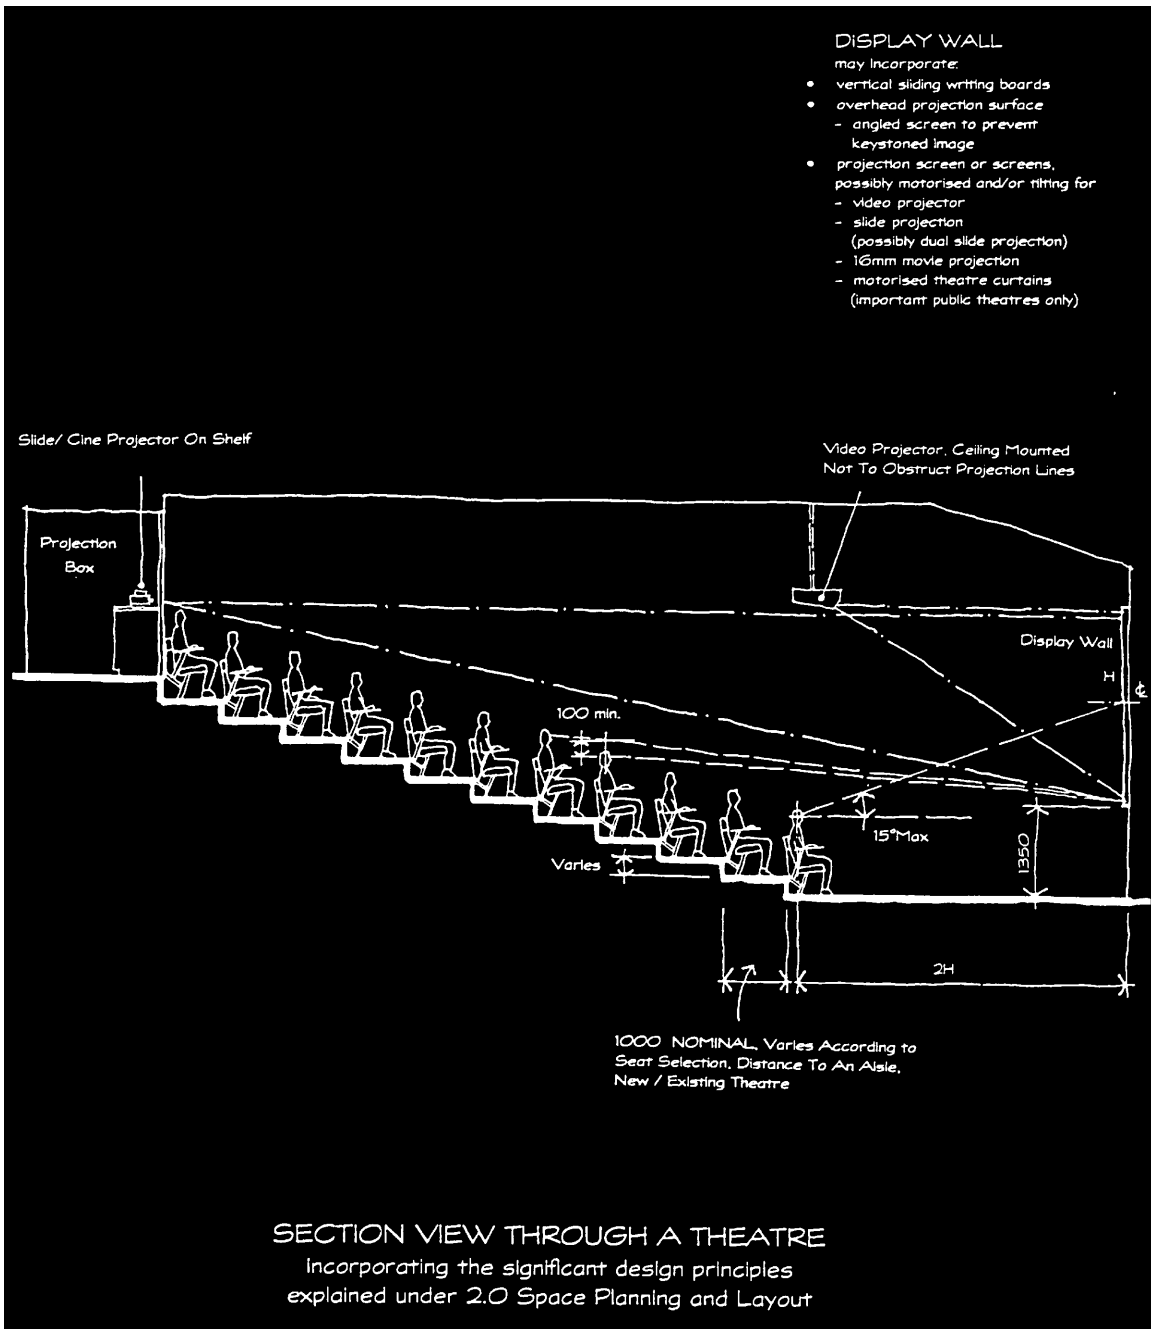 DISPLAY WALL
may incorporate:
• vertical sliding writing boards
• overhead projection surface
- angled screen to prevent
keystoned image
• projection screen or screens,
possibly motorised and/or tilting for
- video projector
- slide projection
(possibly dual slide projection)
- 16mm movie projection
- motorised theatre curtains
(important public theatres only)
Slide/ Cine Projector On Shelf
Video Projector, Ceiling Mounted
Not To Obstruct Projection Lines
Projection
Box
Display Wall
H
℄
100 min.
15° Max
1350
Varies
2H
1000 NOMINAL, Varies According to
Seat Selection, Distance To An Aisle,
New / Existing Theatre
SECTION VIEW THROUGH A THEATRE
incorporating the significant design principles
explained under 2.0 Space Planning and Layout